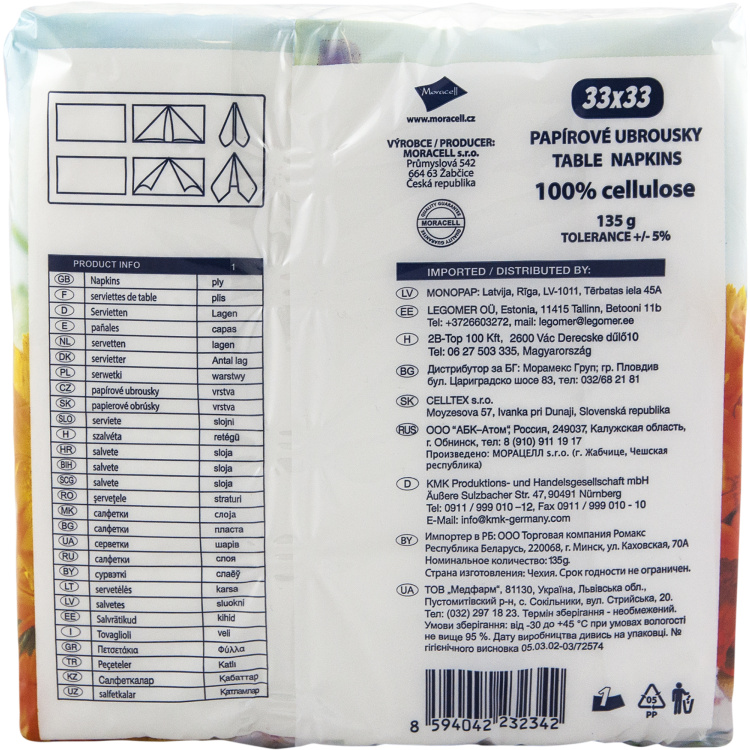 Moracell
www.moracell.cz
VÝROBCE / PRODUCER:
MORACELL s.r.o.
Průmyslová 542
664 63 Žabčice
Česká republika
QUALITY GUARANTEE
MORACELL
QUALITY GUARANTEE
33x33
PAPÍROVÉ UBROUSKY
TABLE NAPKINS
100% cellulose
135 g
TOLERANCE +/- 5%
PRODUCT INFO 1
GB Napkins ply
F serviettes de table plis
D Servietten Lagen
E pañales capas
NL servetten lagen
DK servietter Antal lag
PL serwetki warstwy
CZ papírové ubrousky vrstva
SK papierové obrúsky vrstva
SLO serviete slojni
H szalvéta retégű
HR salvete sloja
BIH salvete sloja
SCG salvete sloja
RO şerveţele straturi
MK салфетки слоја
BG салфетки пласта
UA серветки шарів
RU салфетки слоя
BY сурвэткі слаёў
LT servetėlės karsa
LV salvetes sluokni
EE Salvrätikud kihid
I Tovaglioli veli
GR Πετσετάκια Φύλλα
TR Peçeteler Katlı
KZ Салфеткалар Қабаттар
UZ salfetkalar Қатламлар
IMPORTED / DISTRIBUTED BY:
LV MONOPAP: Latvija, Rīga, LV-1011, Tērbatas iela 45A
EE LEGOMER OÜ, Estonia, 11415 Tallinn, Betooni 11b
Tel: +3726603272, mail: legomer@legomer.ee
H 2B-Top 100 Kft, 2600 Vác Derecske dűlő10
Tel: 06 27 503 335, Magyarország
BG Дистрибутор за БГ: Морамекс Груп; гр. Пловдив
бул. Цариградско шосе 83, тел: 032/68 21 81
SK CELLTEX s.r.o.
Moyzesova 57, Ivanka pri Dunaji, Slovenská republika
RUS ООО "АБК–Атом", Россия, 249037, Калужская область,
г. Обнинск, тел: 8 (910) 911 19 17
Произведено: МОРАЦЕЛЛ s.r.o. (г. Жабчице, Чешская
республика)
D KMK Produktions- und Handelsgesellschaft mbH
Äußere Sulzbacher Str. 47, 90491 Nürnberg
Tel: 0911 / 999 010 –12, Fax 0911 / 999 010 - 10
E-Mail: info@kmk-germany.com
BY Импортер в РБ: ООО Торговая компания Ромакс
Республика Беларусь, 220068, г. Минск, ул. Каховская, 70А
Номинальное количество: 135g.
Страна изготовления: Чехия. Срок годности не ограничен.
UA ТОВ „Медфарм", 81130, Україна, Львівська обл.,
Пустомитівский р-н, с. Сокільники, вул. Стрийська, 20.
Тел: (032) 297 18 23. Термін зберігання - необмежений.
Умови зберігання: від -30 до +45 °C при умовах вологості
не вище 95 %. Дату виробництва дивись на упаковці. №
гігієнічного висновка 05.03.02-03/72574
8 594042 232342
1
05
PP